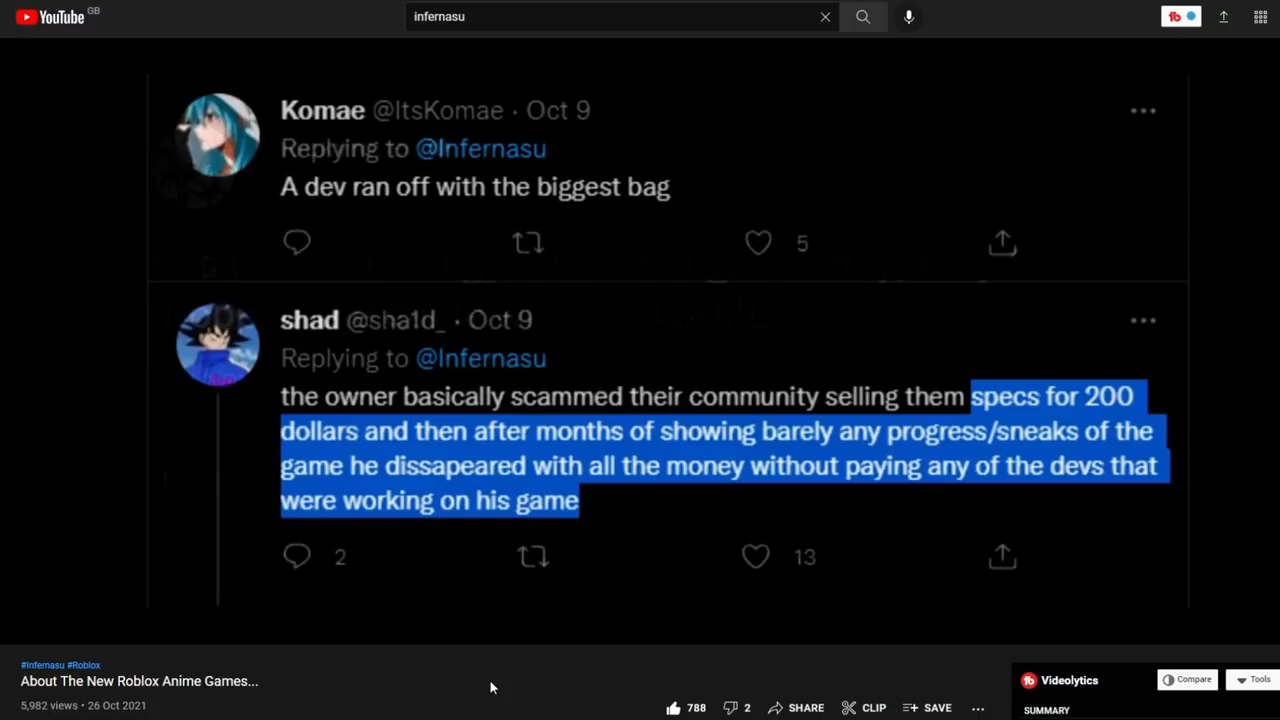 YouTube GB
infernasu
Komae @ItsKomae · Oct 9
Replying to @Infernasu
A dev ran off with the biggest bag
5
shad @sha1d_ · Oct 9
Replying to @Infernasu
the owner basically scammed their community selling them specs for 200
dollars and then after months of showing barely any progress/sneaks of the
game he dissapeared with all the money without paying any of the devs that
were working on his game
2 13
#Infernasu #Roblox
About The New Roblox Anime Games...
5,982 views • 26 Oct 2021
788 2 SHARE CLIP SAVE
Videolytics Compare Tools
SUMMARY